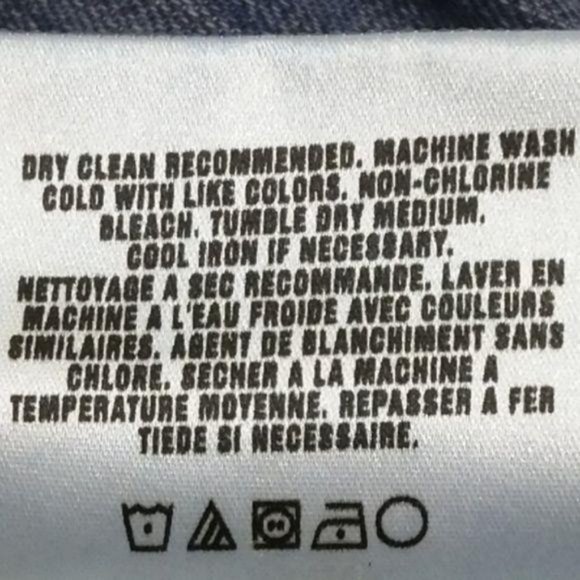 DRY CLEAN RECOMMENDED. MACHINE WASH
COLD WITH LIKE COLORS. NON-CHLORINE
BLEACH. TUMBLE DRY MEDIUM.
COOL IRON IF NECESSARY.
NETTOYAGE A SEC RECOMMANDE. LAVER EN
MACHINE A L'EAU FROIDE AVEC COULEURS
SIMILAIRES. AGENT DE BLANCHIMENT SANS
CHLORE. SECHER A LA MACHINE A
TEMPERATURE MOYENNE. REPASSER A FER
TIEDE SI NECESSAIRE.